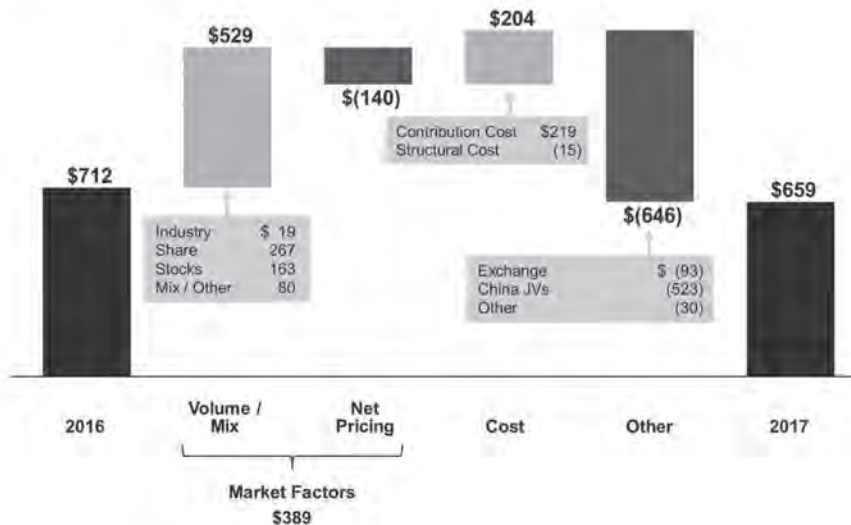 $529
$204
$(140)
Contribution Cost $219
Structural Cost (15)
$712
$659
$(646)
Industry $ 19
Share 267
Stocks 163
Mix / Other 80
Exchange $ (93)
China JVs (523)
Other (30)
2016
Volume / Mix
Net Pricing
Cost
Other
2017
Market Factors
$389